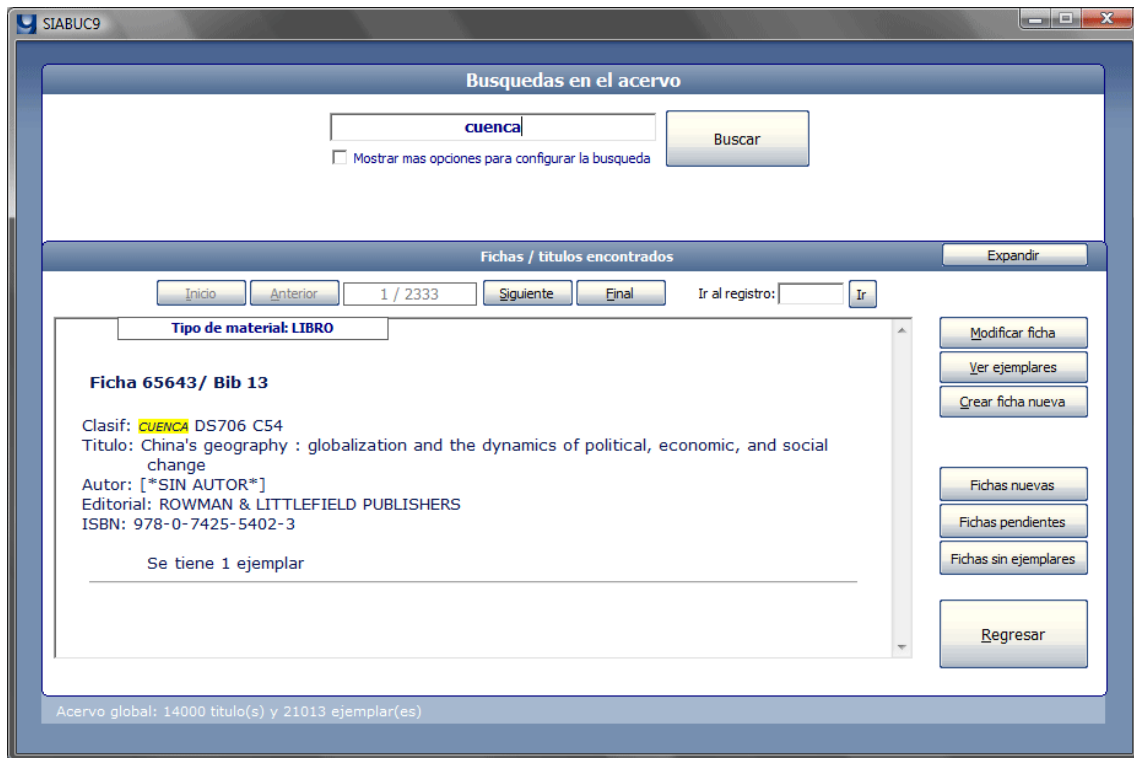 SIABUC9
Busquedas en el acervo
cuenca
Buscar
Mostrar mas opciones para configurar la busqueda
Fichas / titulos encontrados
Expandir
Inicio Anterior 1 / 2333 Siguiente Final Ir al registro: Ir
Tipo de material: LIBRO
Modificar ficha
Ver ejemplares
Crear ficha nueva
Ficha 65643/ Bib 13
Clasif: CUENCA DS706 C54
Titulo: China's geography : globalization and the dynamics of political, economic, and social
change
Autor: [*SIN AUTOR*]
Editorial: ROWMAN & LITTLEFIELD PUBLISHERS
ISBN: 978-0-7425-5402-3
Se tiene 1 ejemplar
Fichas nuevas
Fichas pendientes
Fichas sin ejemplares
Regresar
Acervo global: 14000 titulo(s) y 21013 ejemplar(es)